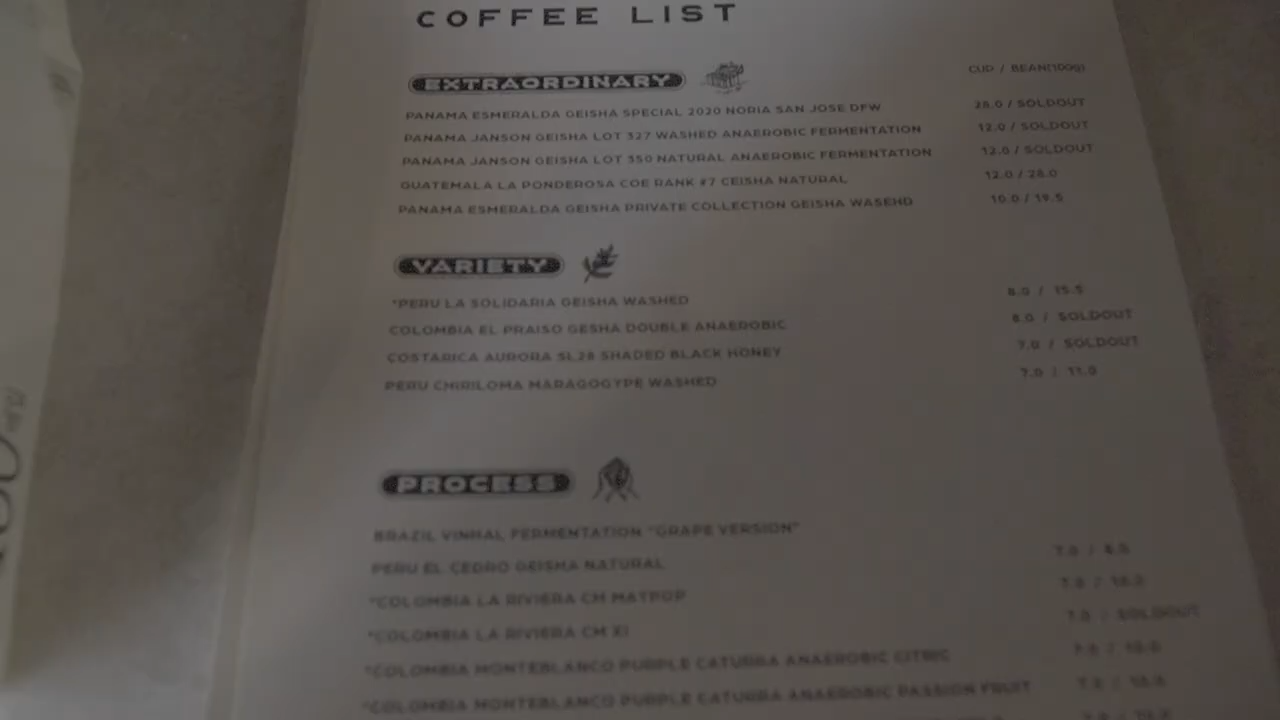 COFFEE LIST
EXTRAORDINARY
CUP / BEAN(100g)
PANAMA ESMERALDA GEISHA SPECIAL 2020 NORIA SAN JOSE DFW 28.0 / SOLDOUT
PANAMA JANSON GEISHA LOT 327 WASHED ANAEROBIC FERMENTATION 12.0 / SOLDOUT
PANAMA JANSON GEISHA LOT 350 NATURAL ANAEROBIC FERMENTATION 12.0 / SOLDOUT
GUATEMALA LA PONDEROSA COE RANK #7 CEISHA NATURAL 12.0 / 28.0
PANAMA ESMERALDA GEISHA PRIVATE COLLECTION GEISHA WASEHD 10.0 / 19.5
VARIETY
*PERU LA SOLIDARIA GEISHA WASHED 8.0 / 15.5
COLOMBIA EL PRAISO GESHA DOUBLE ANAEROBIC 8.0 / SOLDOUT
COSTARICA AURORA SL28 SHADED BLACK HONEY 7.0 / SOLDOUT
PERU CHIRILOMA MARAGOGYPE WASHED 7.0 / 11.0
PROCESS
BRAZIL VINHAL FERMENTATION "GRAPE VERSION"
PERU EL CEDRO GEISHA NATURAL
*COLOMBIA LA RIVIERA CM MAYPOP
*COLOMBIA LA RIVIERA CM XI 7.0 / SOLDOUT
*COLOMBIA MONTEBLANCO PURPLE CATURRA ANAEROBIC CITRIC
*COLOMBIA MONTEBLANCO PURPLE CATURRA ANAEROBIC PASSION FRUIT